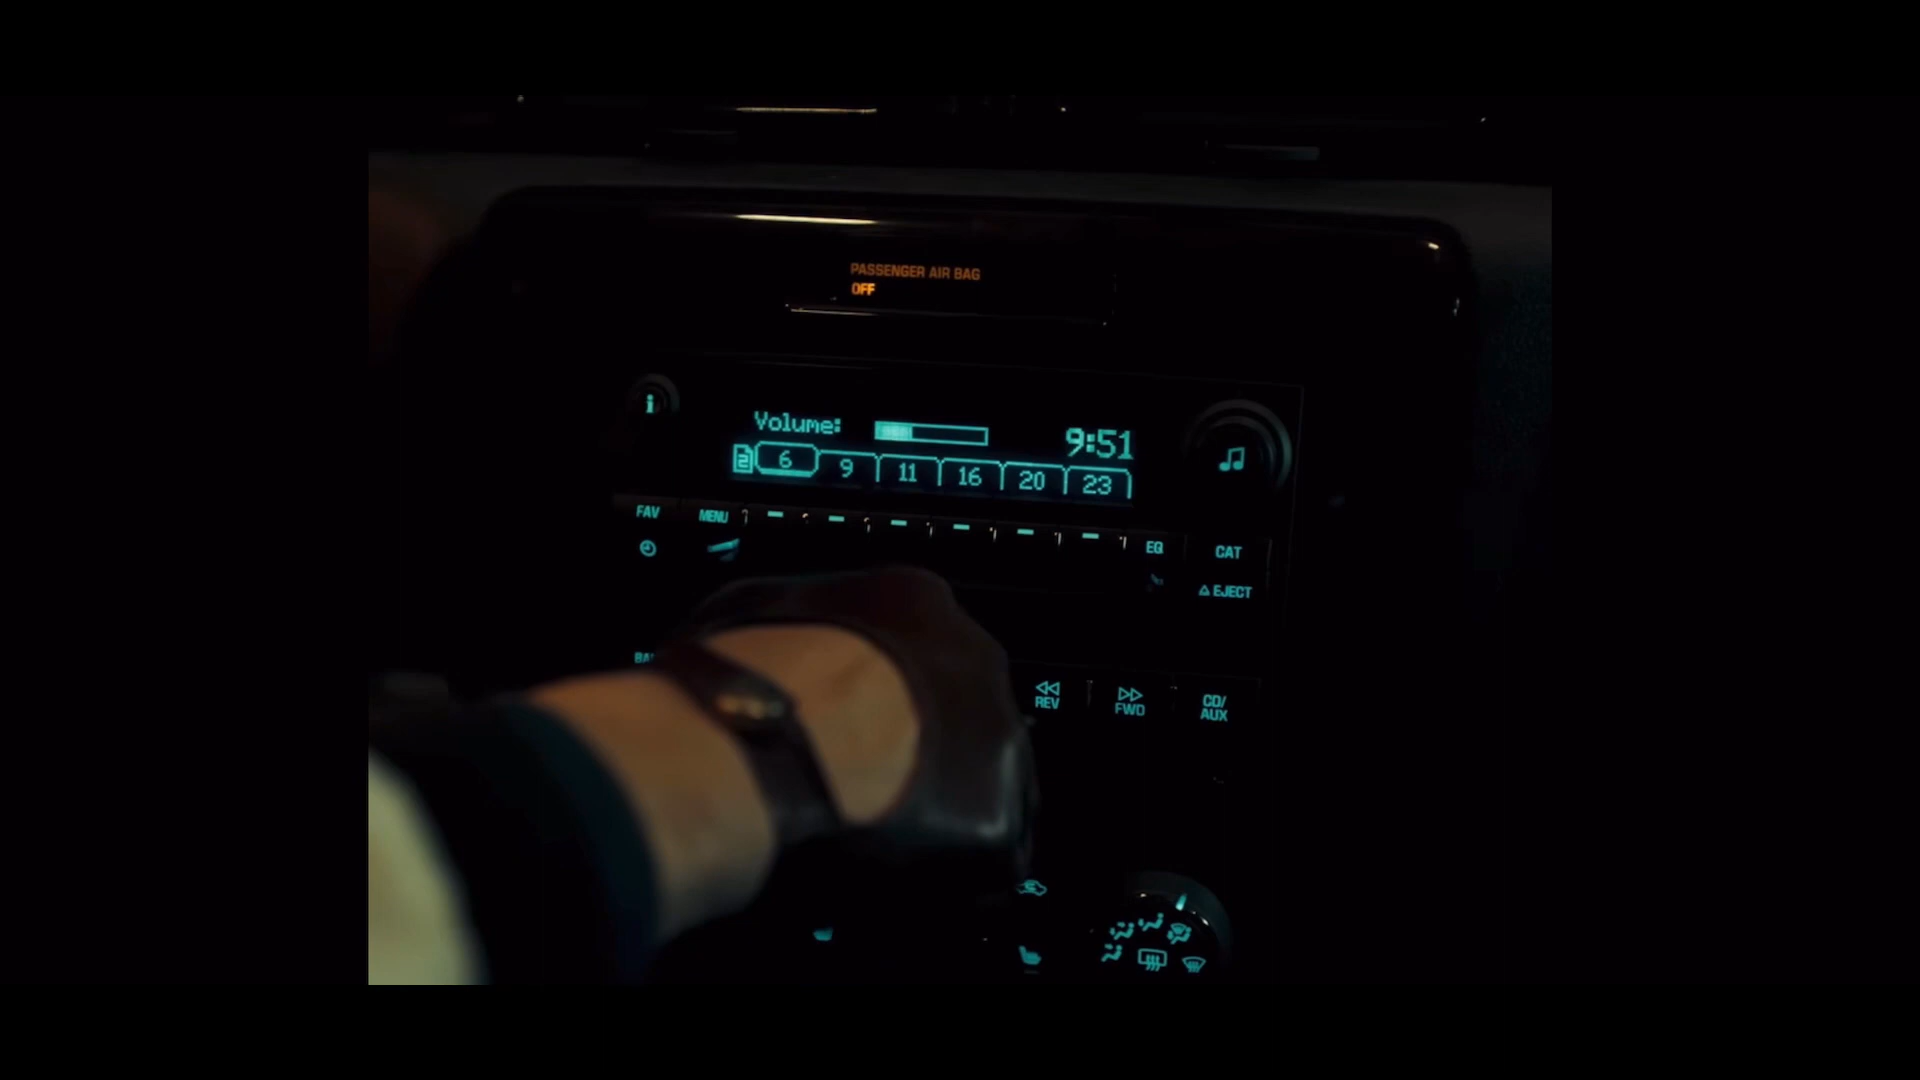 PASSENGER AIR BAG
OFF
i
Volume:
9:51
2 6 9 11 16 20 23
FAV MENU EQ CAT
EJECT
REV FWD CD/
AUX